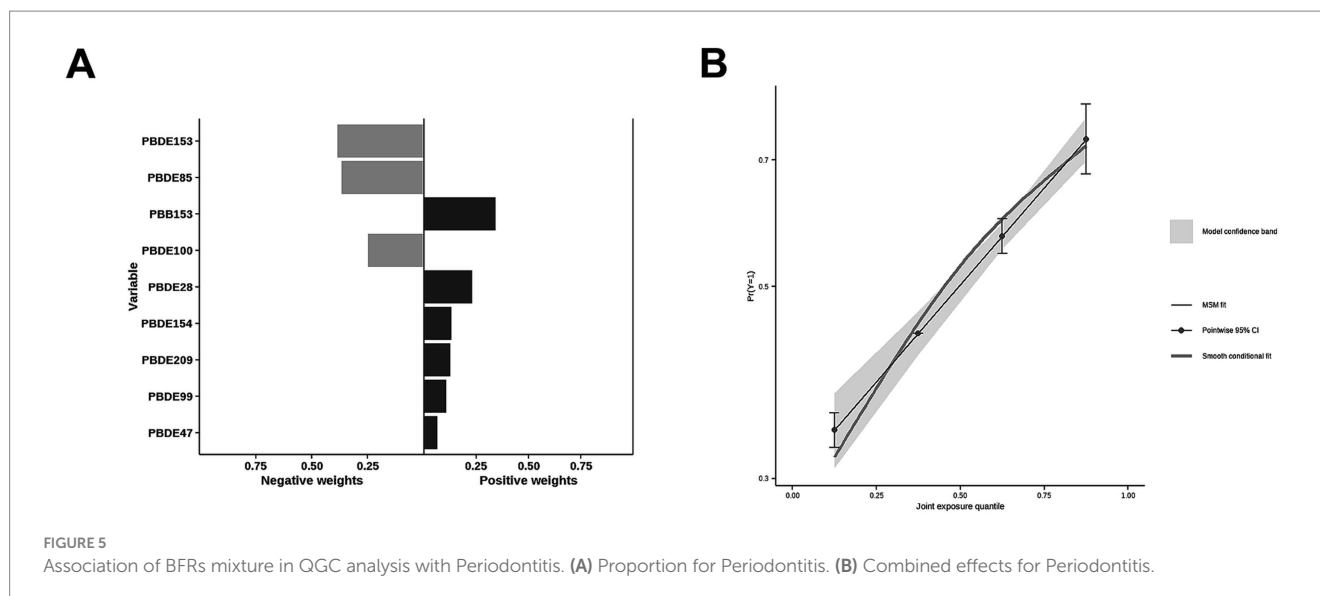 A
Variable
PBDE153
PBDE85
PBB153
PBDE100
PBDE28
PBDE154
PBDE209
PBDE99
PBDE47
0.75 0.50 0.25 0.25 0.50 0.75
Negative weights Positive weights
B
Pr(Y=1)
0.7
0.5
0.3
0.00 0.25 0.50 0.75 1.00
Joint exposure quantile
Model confidence band
MSM fit
Pointwise 95% CI
Smooth conditional fit
FIGURE 5
Association of BFRs mixture in QGC analysis with Periodontitis. (A) Proportion for Periodontitis. (B) Combined effects for Periodontitis.